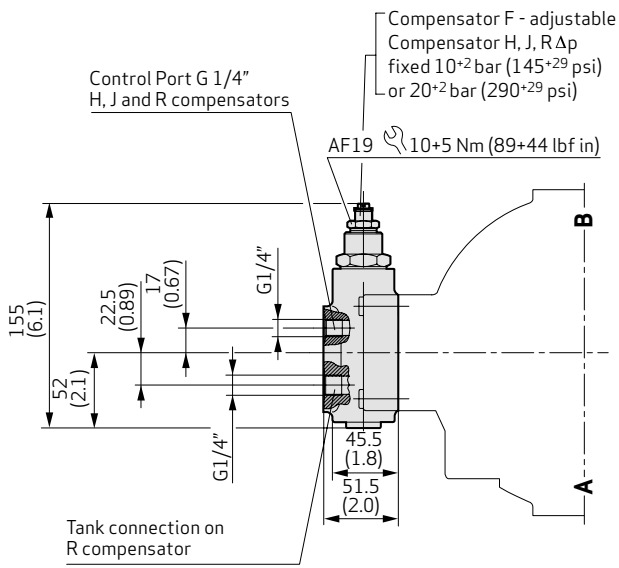 Compensator F - adjustable
Compensator H, J, R Δp
fixed 10+2 bar (145+29 psi)
or 20+2 bar (290+29 psi)
Control Port G 1/4”
H, J and R compensators
AF19 10+5 Nm (89+44 lbf in)
B
G1/4”
17
(0.67)
22.5
(0.89)
155
(6.1)
52
(2.1)
G1/4”
45.5
(1.8)
51.5
(2.0)
A
Tank connection on
R compensator